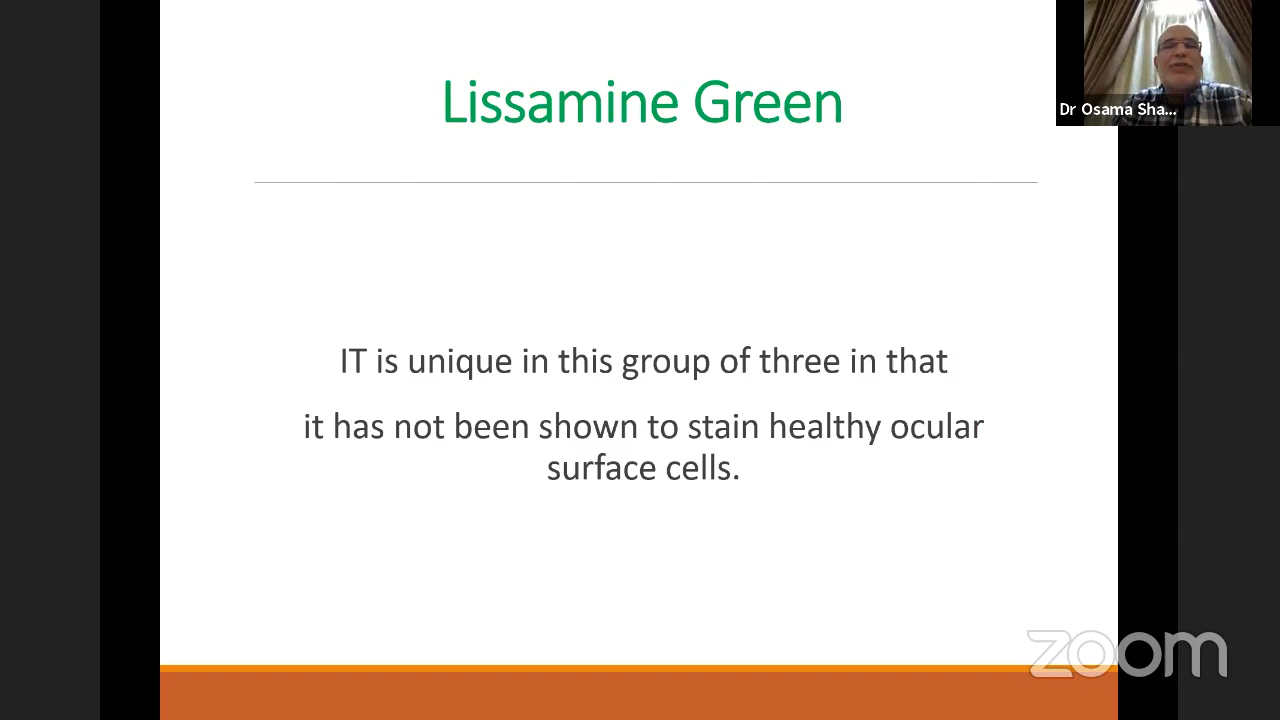 Lissamine Green
Dr Osama Sha...
IT is unique in this group of three in that
it has not been shown to stain healthy ocular
surface cells.
zoom